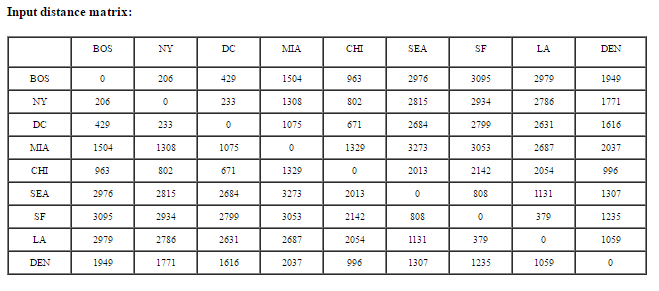 Input distance matrix:
BOS NY DC MIA CHI SEA SF LA DEN
BOS 0 206 429 1504 963 2976 3095 2979 1949
NY 206 0 233 1308 802 2815 2934 2786 1771
DC 429 233 0 1075 671 2684 2799 2631 1616
MIA 1504 1308 1075 0 1329 3273 3053 2687 2037
CHI 963 802 671 1329 0 2013 2142 2054 996
SEA 2976 2815 2684 3273 2013 0 808 1131 1307
SF 3095 2934 2799 3053 2142 808 0 379 1235
LA 2979 2786 2631 2687 2054 1131 379 0 1059
DEN 1949 1771 1616 2037 996 1307 1235 1059 0